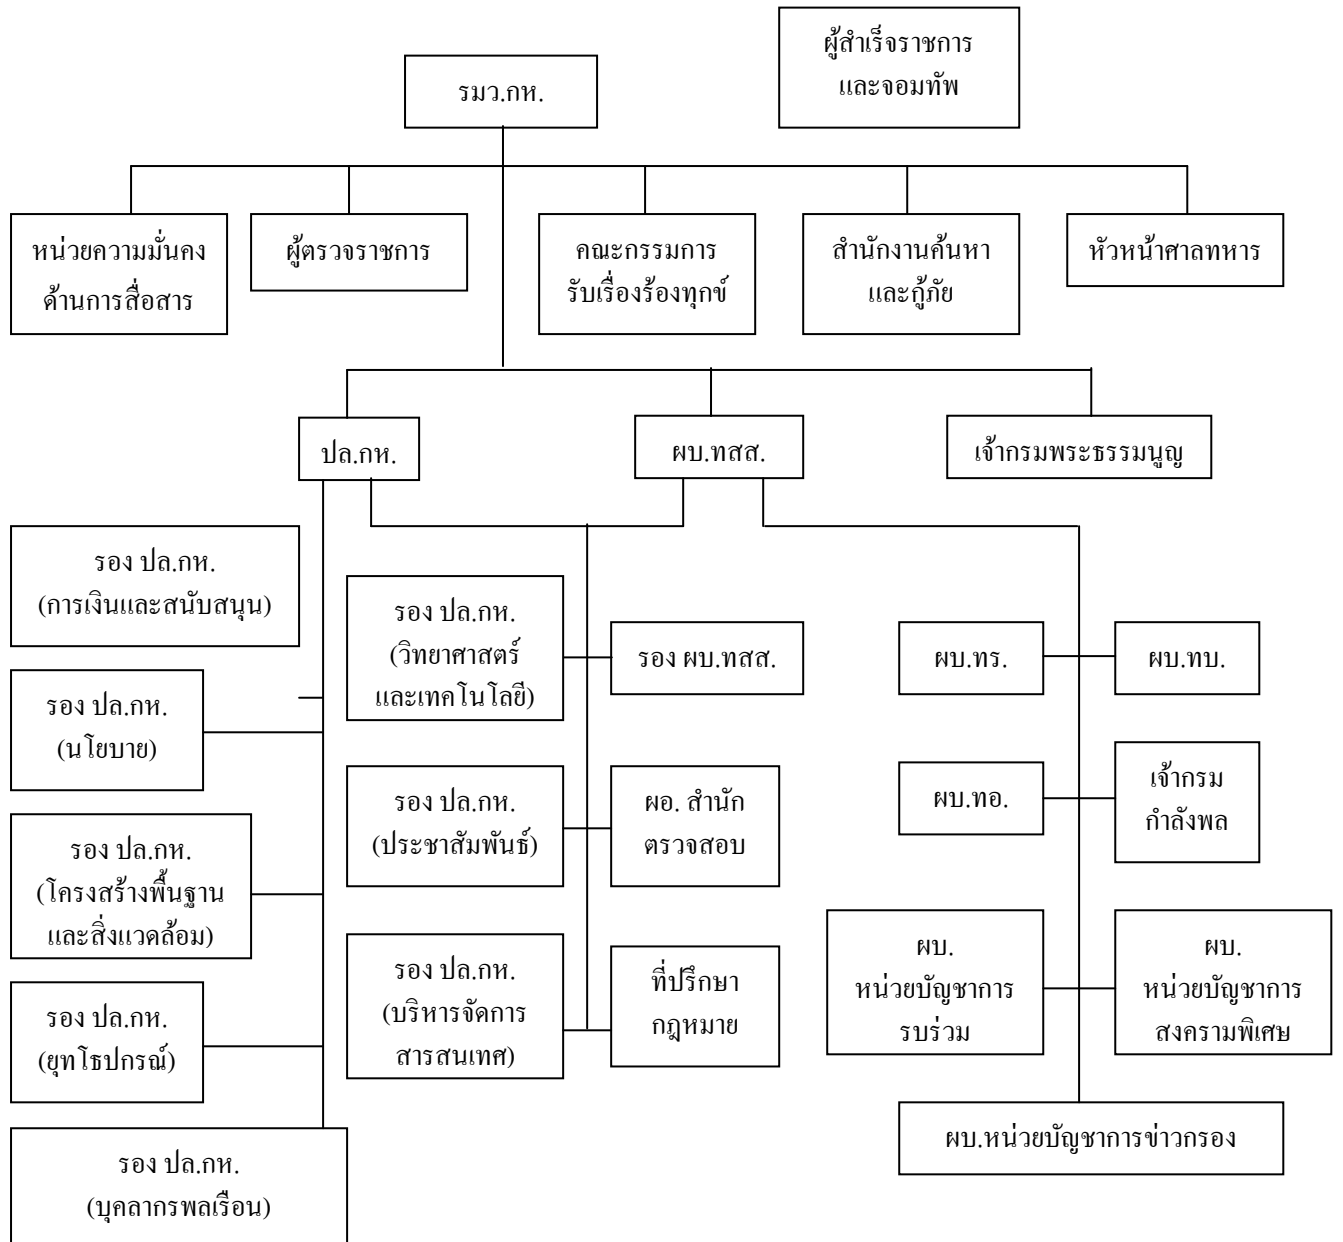 ผู้สำเร็จราชการ
และจอมทัพ
รมว.กห.
หน่วยความมั่นคง
ด้านการสื่อสาร
ผู้ตรวจราชการ
คณะกรรมการ
รับเรื่องร้องทุกข์
สำนักงานค้นหา
และกู้ภัย
หัวหน้าศาลทหาร
ปล.กห.
ผบ.ทสส.
เจ้ากรมพระธรรมนูญ
รอง ปล.กห.
(การเงินและสนับสนุน)
รอง ปล.กห.
(นโยบาย)
รอง ปล.กห.
(โครงสร้างพื้นฐาน
และสิ่งแวดล้อม)
รอง ปล.กห.
(ยุทโธปกรณ์)
รอง ปล.กห.
(บุคลากรพลเรือน)
รอง ปล.กห.
(วิทยาศาสตร์
และเทคโนโลยี)
รอง ผบ.ทสส.
รอง ปล.กห.
(ประชาสัมพันธ์)
ผอ. สำนัก
ตรวจสอบ
รอง ปล.กห.
(บริหารจัดการ
สารสนเทศ)
ที่ปรึกษา
กฎหมาย
ผบ.ทร.
ผบ.ทบ.
ผบ.ทอ.
เจ้ากรม
กำลังพล
ผบ.
หน่วยบัญชาการ
รบร่วม
ผบ.
หน่วยบัญชาการ
สงครามพิเศษ
ผบ.หน่วยบัญชาการข่าวกรอง